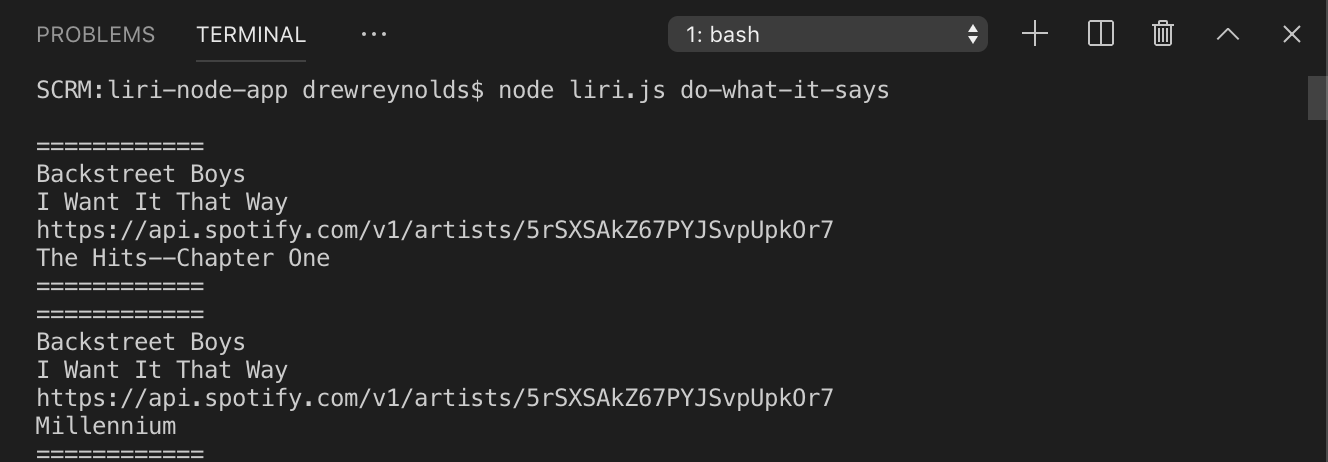 PROBLEMS TERMINAL ... 1: bash
SCRM:liri-node-app drewreynolds$ node liri.js do-what-it-says
============
Backstreet Boys
I Want It That Way
https://api.spotify.com/v1/artists/5rSXSAkZ67PYJSvpUpkOr7
The Hits--Chapter One
============
============
Backstreet Boys
I Want It That Way
https://api.spotify.com/v1/artists/5rSXSAkZ67PYJSvpUpkOr7
Millennium
============